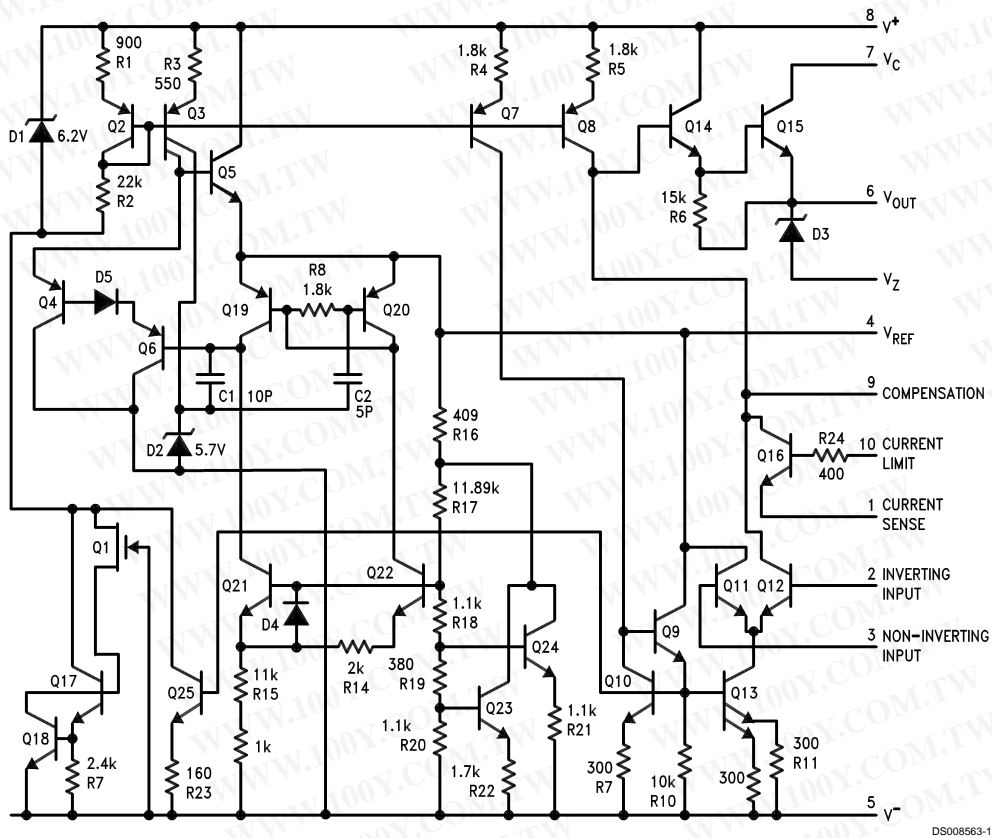 8 V+
900
R1
R3
550
1.8k
R4
1.8k
R5
7 VC
Q2
Q3
Q7
Q8
Q14
Q15
D1
6.2V
Q5
22k
R2
15k
R6
6 VOUT
D3
VZ
D5
R8
1.8k
Q4
Q19
Q20
Q6
4 VREF
C1 10P
C2
5P
9 COMPENSATION
D2 5.7V
409
R16
Q16
R24
400
10 CURRENT
LIMIT
11.89k
R17
1 CURRENT
SENSE
Q1
Q21
Q22
Q11
Q12
2 INVERTING
INPUT
D4
1.1k
R18
Q9
Q24
3 NON-INVERTING
INPUT
2k
R14
380
R19
11k
R15
Q17
Q25
Q10
Q13
Q23
1.1k
R21
Q18
1.1k
R20
2.4k
R7
160
R23
1k
1.7k
R22
300
R7
10k
R10
300
300
R11
5 V-
DS008563-1
WWW.100Y.COM.TW